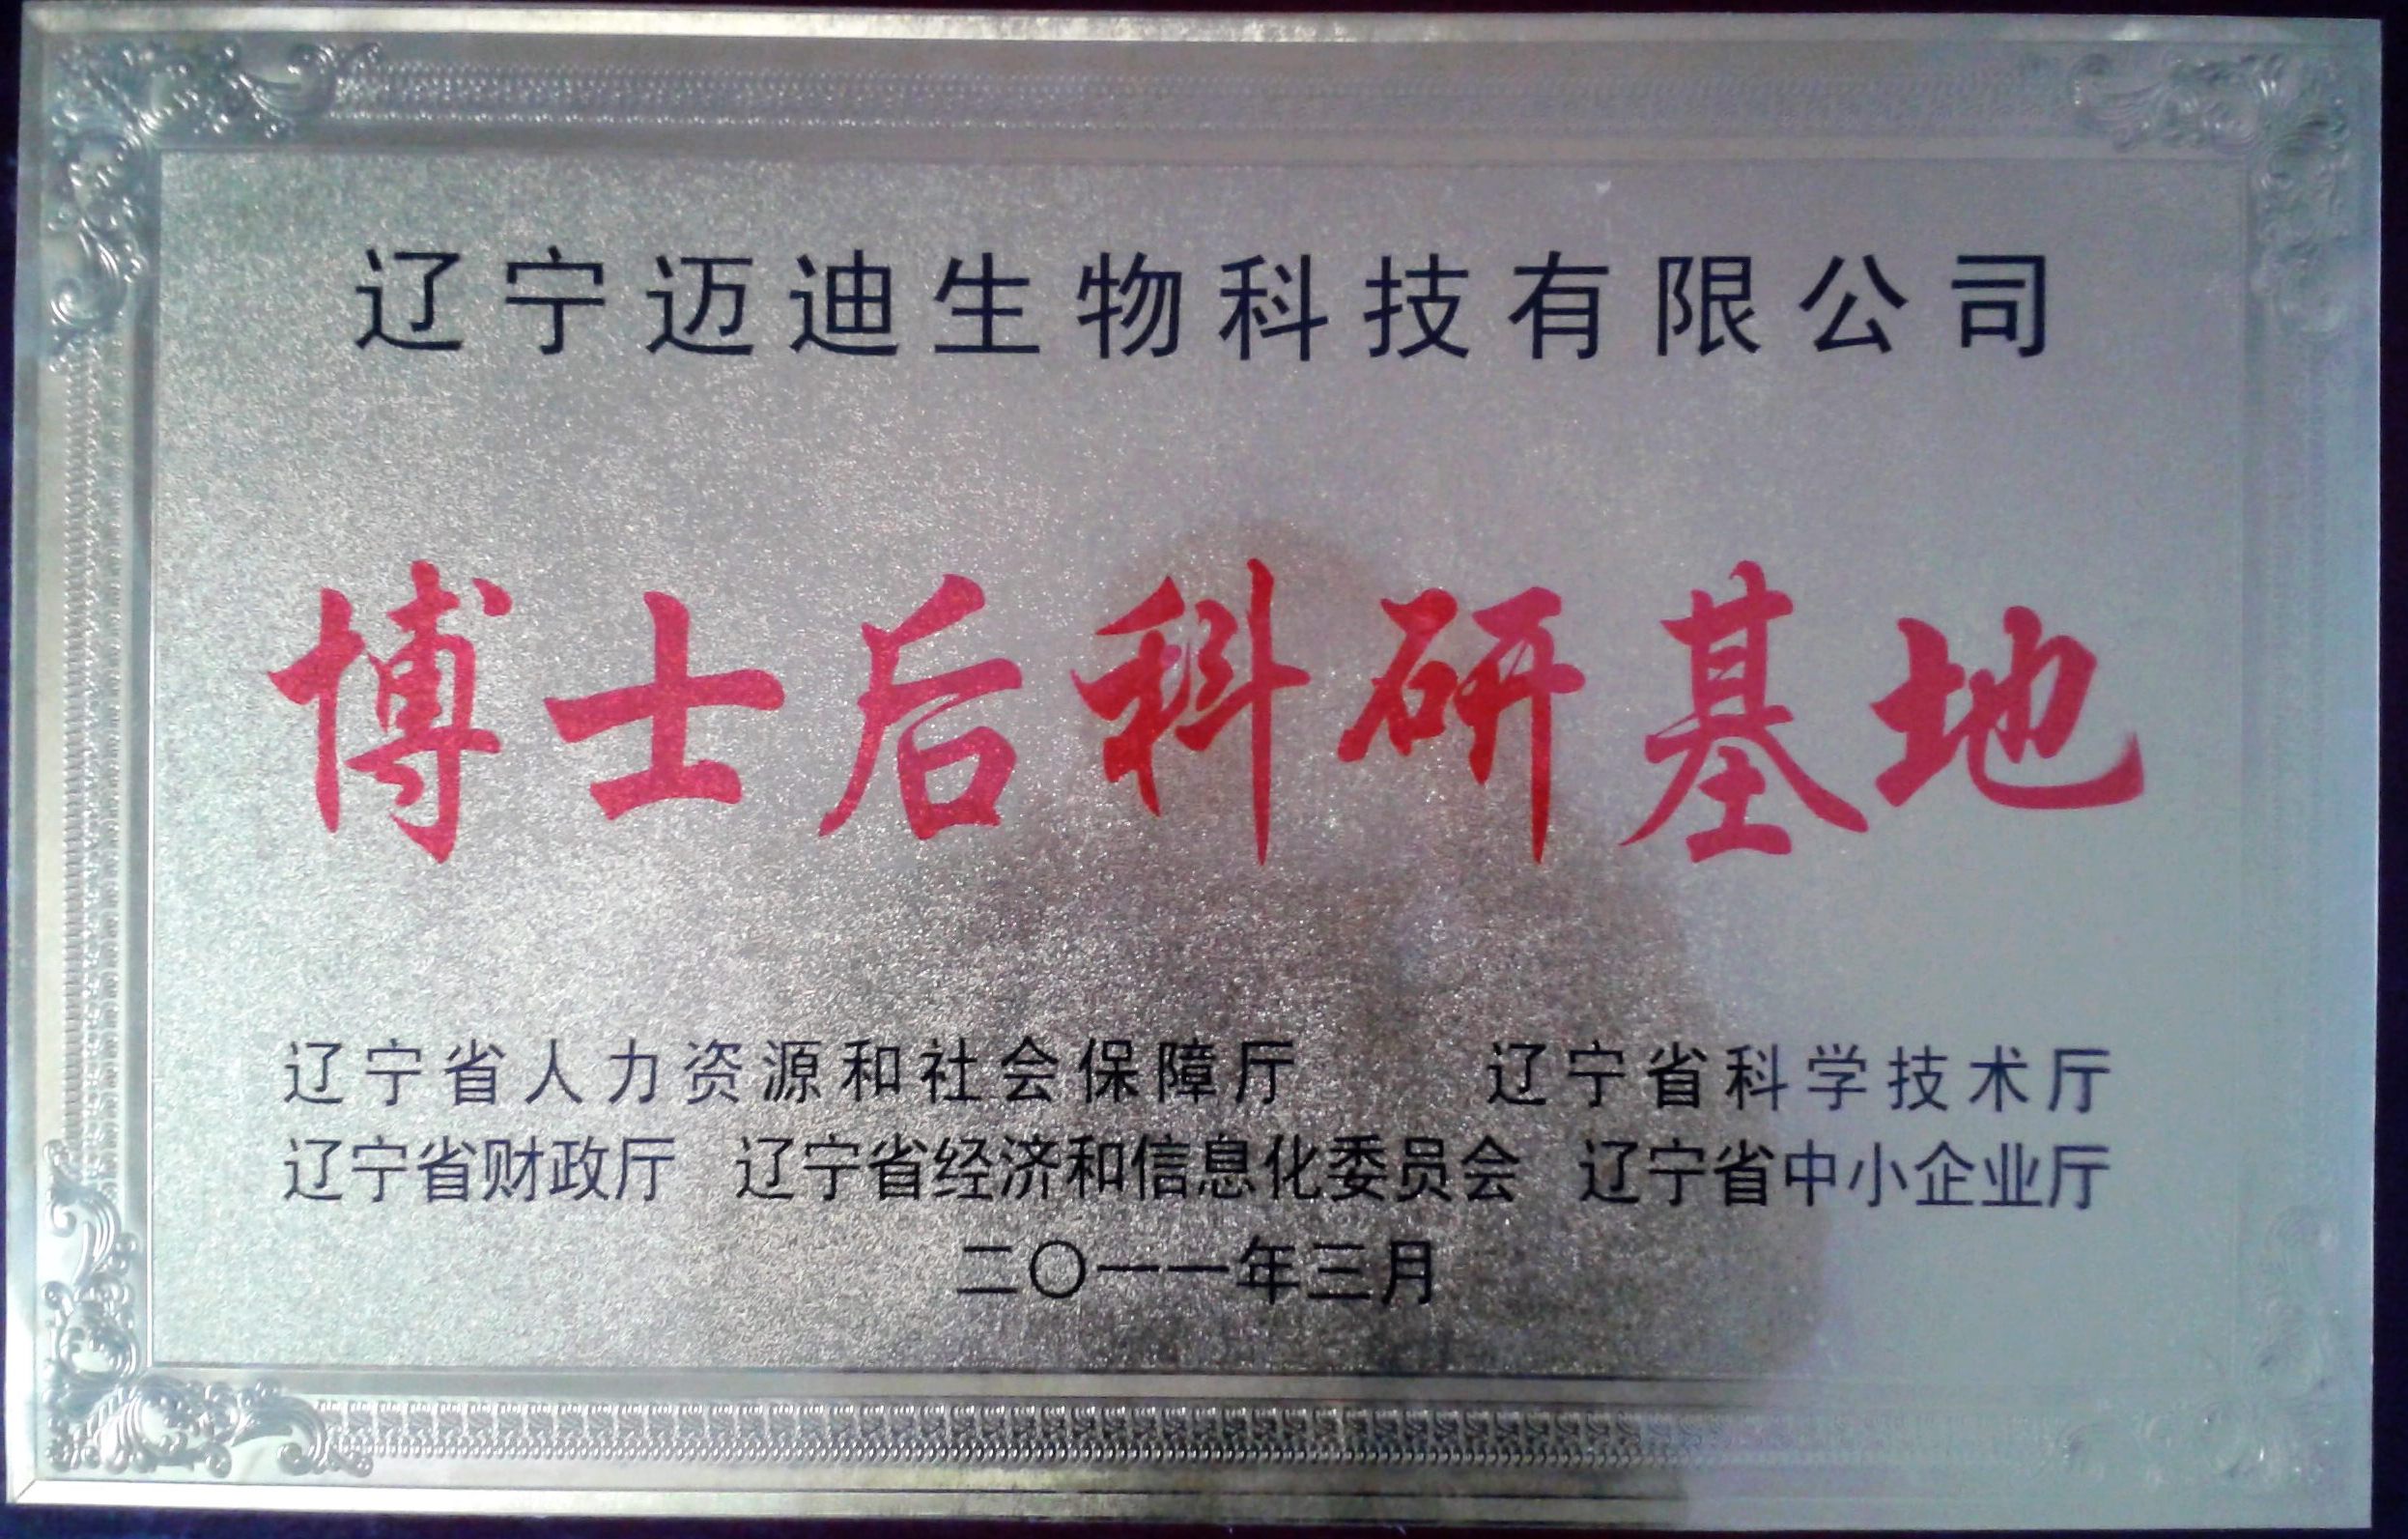 辽宁迈迪生物科技有限公司
博士后科研基地
辽宁省人力资源和社会保障厅 辽宁省科学技术厅
辽宁省财政厅 辽宁省经济和信息化委员会 辽宁省中小企业厅
二〇一一年三月